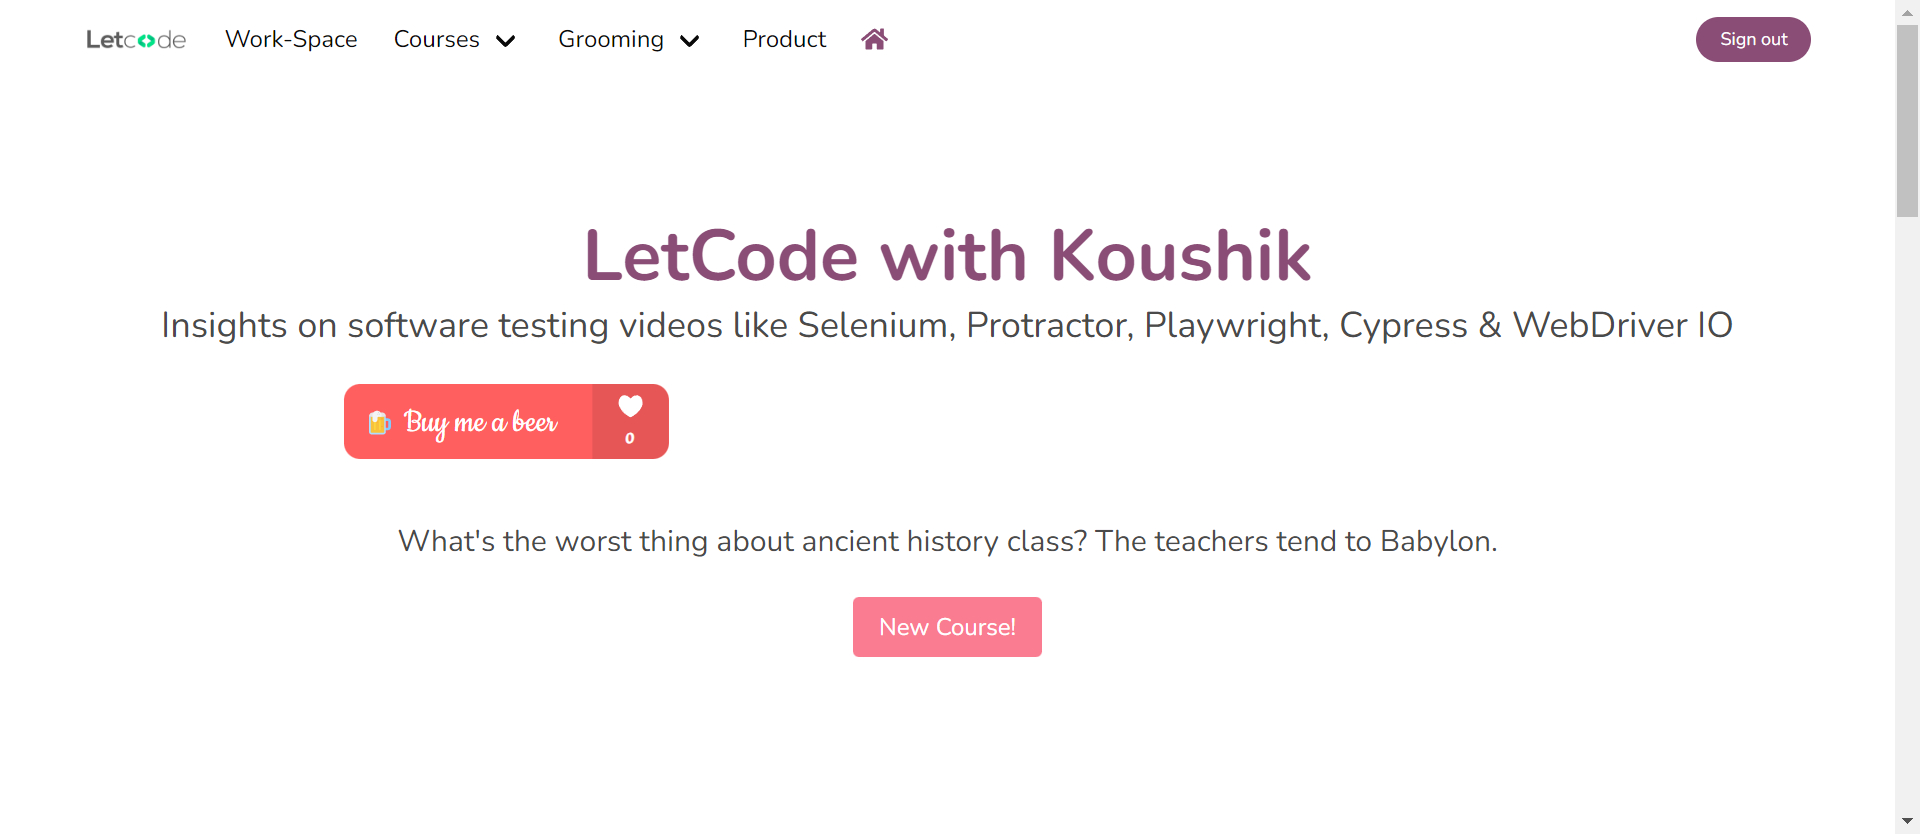 Letcode Work-Space Courses Grooming Product Sign out
LetCode with Koushik
Insights on software testing videos like Selenium, Protractor, Playwright, Cypress & WebDriver IO
Buy me a beer
0
What's the worst thing about ancient history class? The teachers tend to Babylon.
New Course!